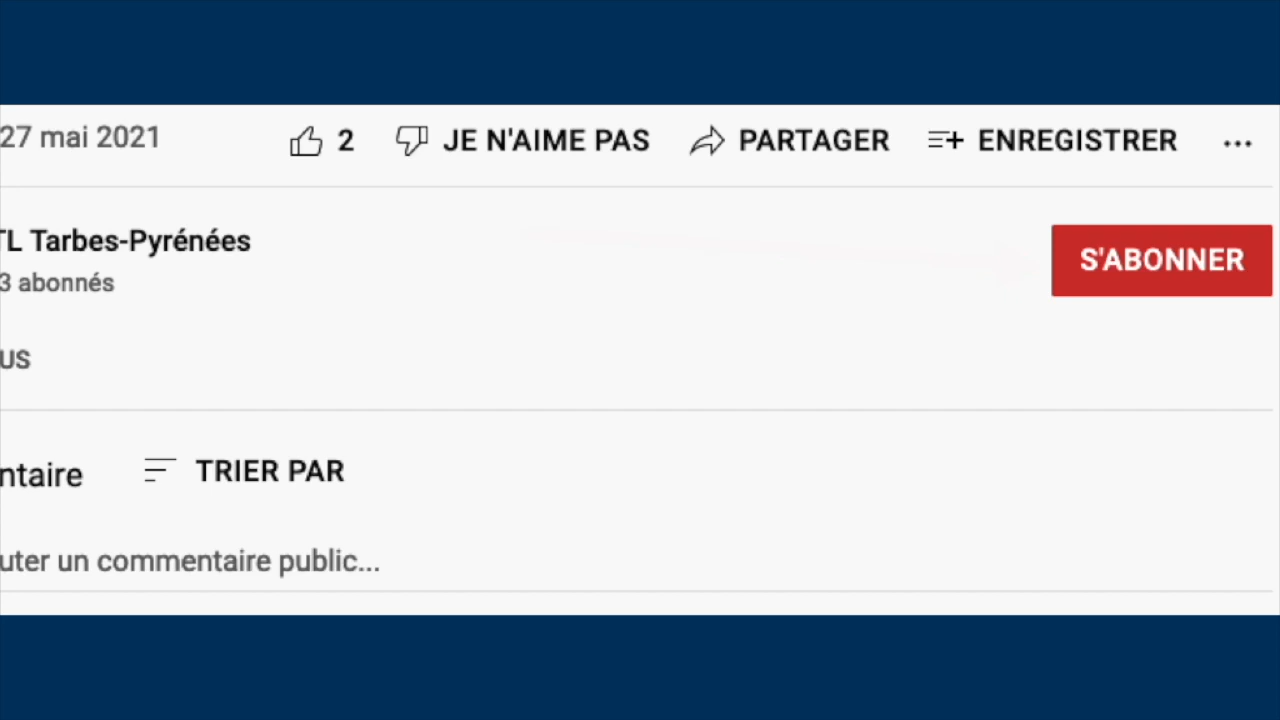 27 mai 2021 2 JE N'AIME PAS PARTAGER ENREGISTRER ...
TL Tarbes-Pyrénées
3 abonnés
S'ABONNER
us
ntaire TRIER PAR
uter un commentaire public...